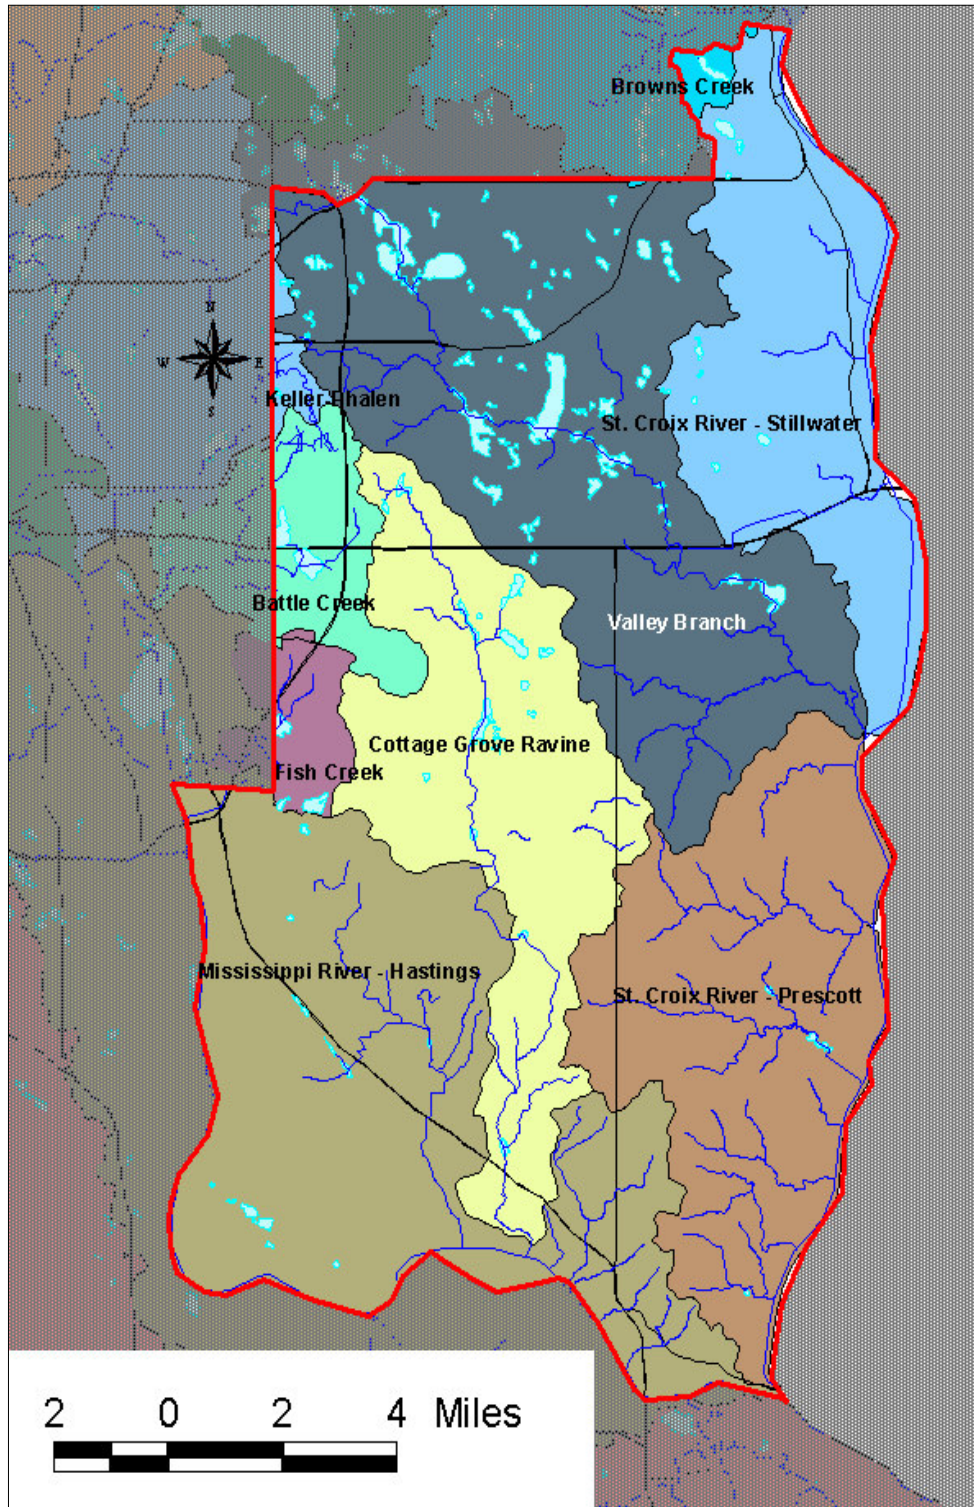 Browns Creek
N
W E
S
Keller Phalen
St. Croix River - Stillwater
Battle Creek
Valley Branch
Cottage Grove Ravine
Fish Creek
Mississippi River - Hastings
St. Croix River - Prescott
2 0 2 4 Miles